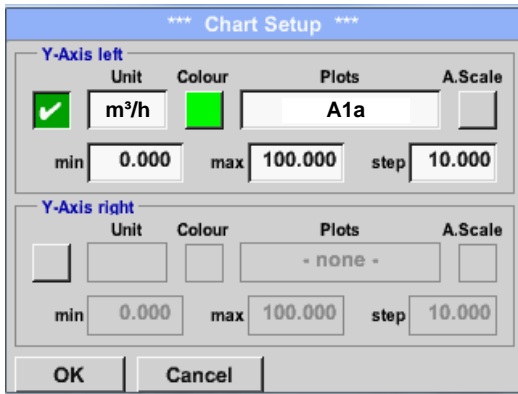 *** Chart Setup ***
Y-Axis left
Unit Colour Plots A.Scale
m³/h A1a
min 0.000 max 100.000 step 10.000
Y-Axis right
Unit Colour Plots A.Scale
- none -
min 0.000 max 100.000 step 10.000
OK Cancel